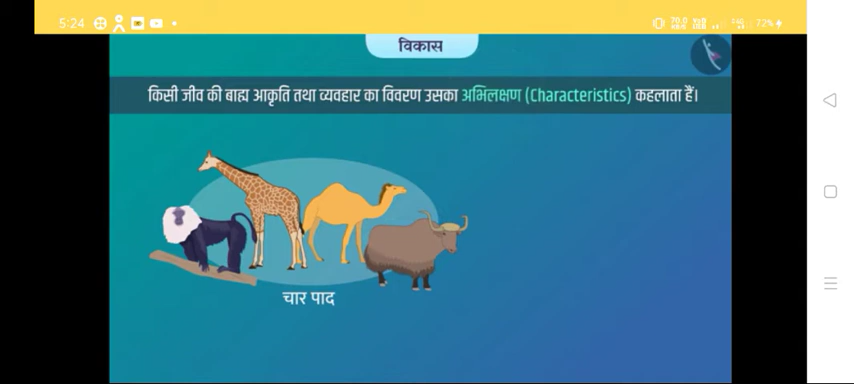 5:24
72%
विकास
किसी जीव की बाह्य आकृति तथा व्यवहार का विवरण उसका अभिलक्षण (Characteristics) कहलाता हैं।
चार पाद